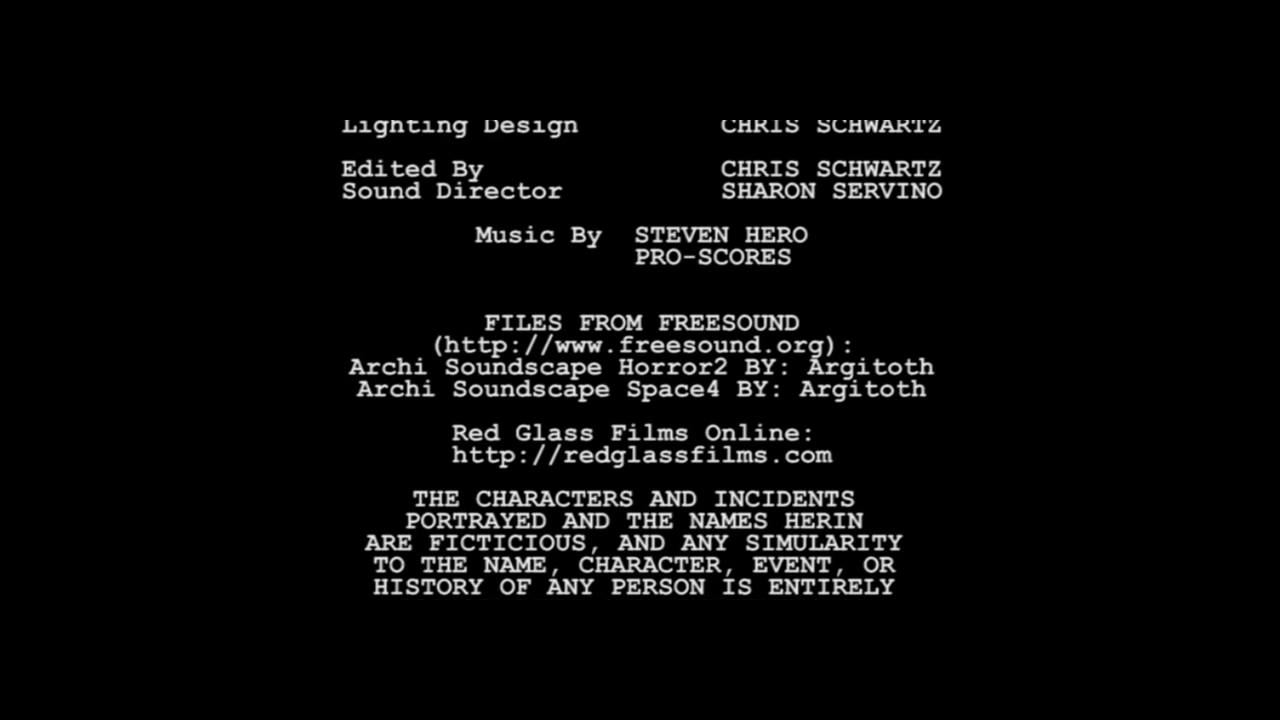 Lighting Design CHRIS SCHWARTZ
Edited By CHRIS SCHWARTZ
Sound Director SHARON SERVINO
Music By STEVEN HERO
PRO-SCORES
FILES FROM FREESOUND
(http://www.freesound.org):
Archi Soundscape Horror2 BY: Argitoth
Archi Soundscape Space4 BY: Argitoth
Red Glass Films Online:
http://redglassfilms.com
THE CHARACTERS AND INCIDENTS
PORTRAYED AND THE NAMES HERIN
ARE FICTICIOUS, AND ANY SIMULARITY
TO THE NAME, CHARACTER, EVENT, OR
HISTORY OF ANY PERSON IS ENTIRELY